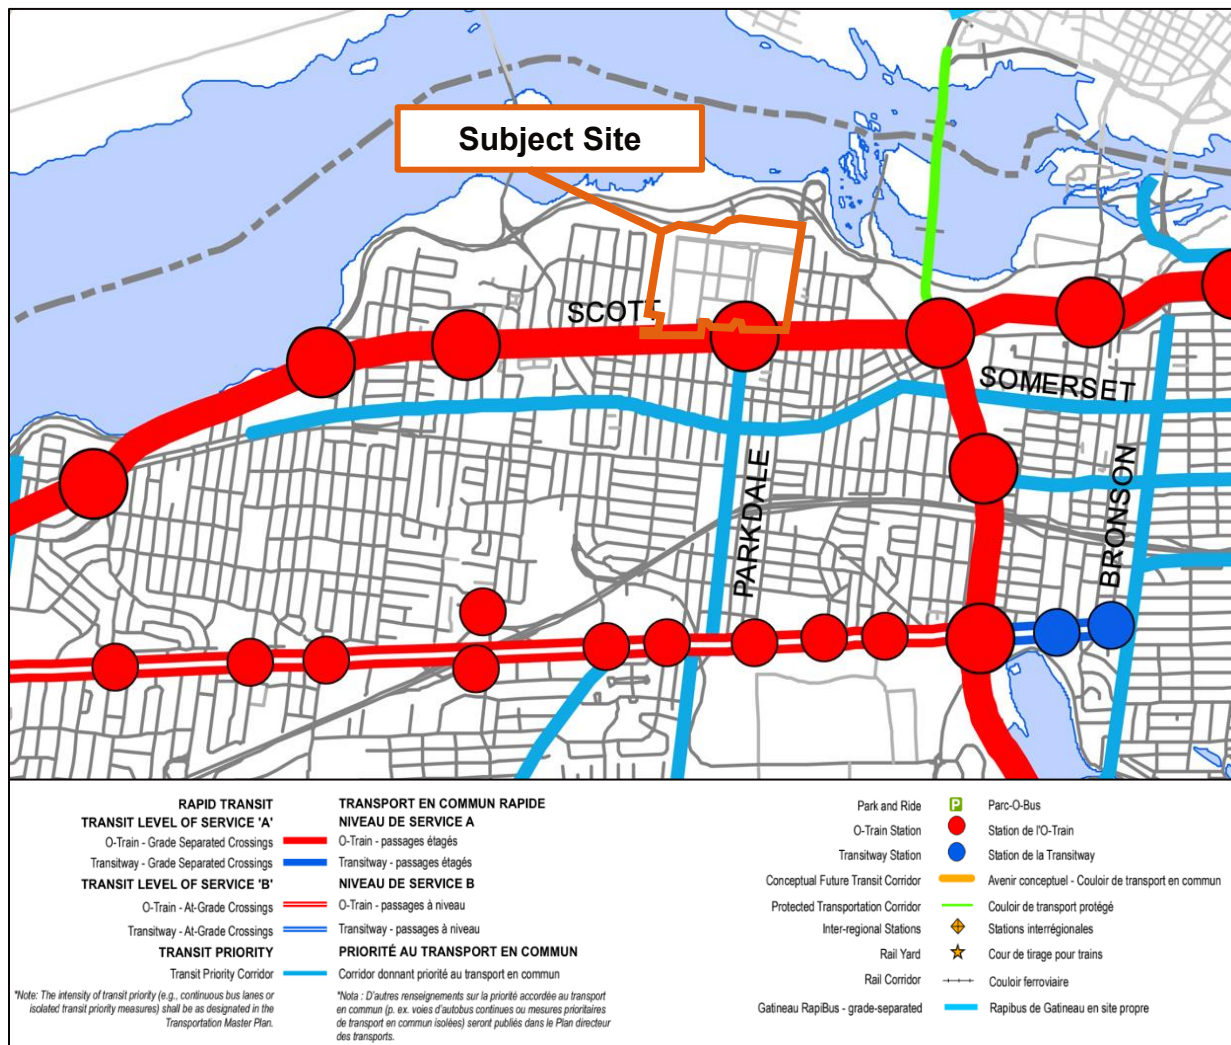 Subject Site
SCOTT
SOMERSET
PARKDALE
BRONSON
RAPID TRANSIT
TRANSIT LEVEL OF SERVICE 'A'
O-Train - Grade Separated Crossings
Transitway - Grade Separated Crossings
TRANSIT LEVEL OF SERVICE 'B'
O-Train - At-Grade Crossings
Transitway - At-Grade Crossings
TRANSIT PRIORITY
Transit Priority Corridor
*Note: The intensity of transit priority (e.g., continuous bus lanes or
isolated transit priority measures) shall be as designated in the
Transportation Master Plan.
TRANSPORT EN COMMUN RAPIDE
NIVEAU DE SERVICE A
O-Train - passages étagés
Transitway - passages étagés
NIVEAU DE SERVICE B
O-Train - passages à niveau
Transitway - passages à niveau
PRIORITÉ AU TRANSPORT EN COMMUN
Corridor donnant priorité au transport en commun
*Nota : D'autres renseignements sur la priorité accordée au transport
en commun (p. ex. voies d'autobus continues ou mesures prioritaires
de transport en commun isolées) seront publiés dans le Plan directeur
des transports.
Park and Ride P Parc-O-Bus
O-Train Station Station de l'O-Train
Transitway Station Station de la Transitway
Conceptual Future Transit Corridor Avenir conceptuel - Couloir de transport en commun
Protected Transportation Corridor Couloir de transport protégé
Inter-regional Stations Stations interrégionales
Rail Yard Cour de tirage pour trains
Rail Corridor Couloir ferroviaire
Gatineau RapiBus - grade-separated Rapibus de Gatineau en site propre